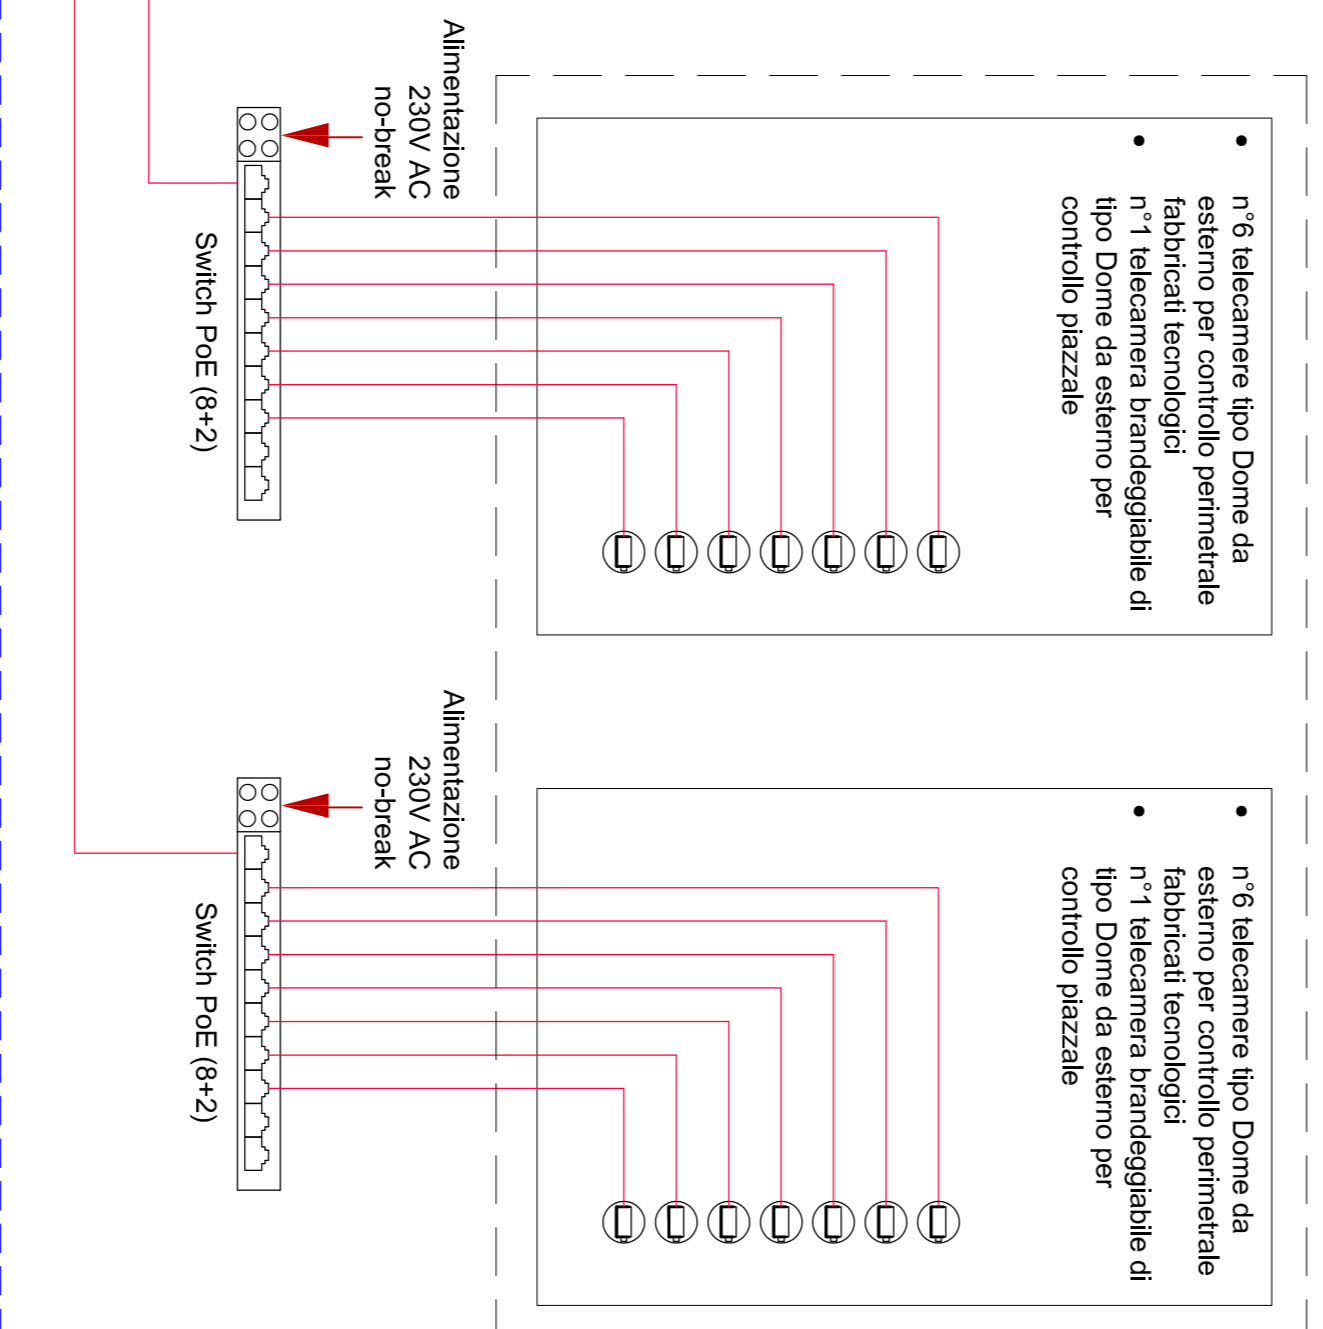 n°6 telecamere tipo Dome da
esterno per controllo perimetrale
fabbricati tecnologici
n°1 telecamera brandeggiabile di
tipo Dome da esterno per
controllo piazzale
Alimentazione
230V AC
no-break
Switch PoE (8+2)
n°6 telecamere tipo Dome da
esterno per controllo perimetrale
fabbricati tecnologici
n°1 telecamera brandeggiabile di
tipo Dome da esterno per
controllo piazzale
Alimentazione
230V AC
no-break
Switch PoE (8+2)